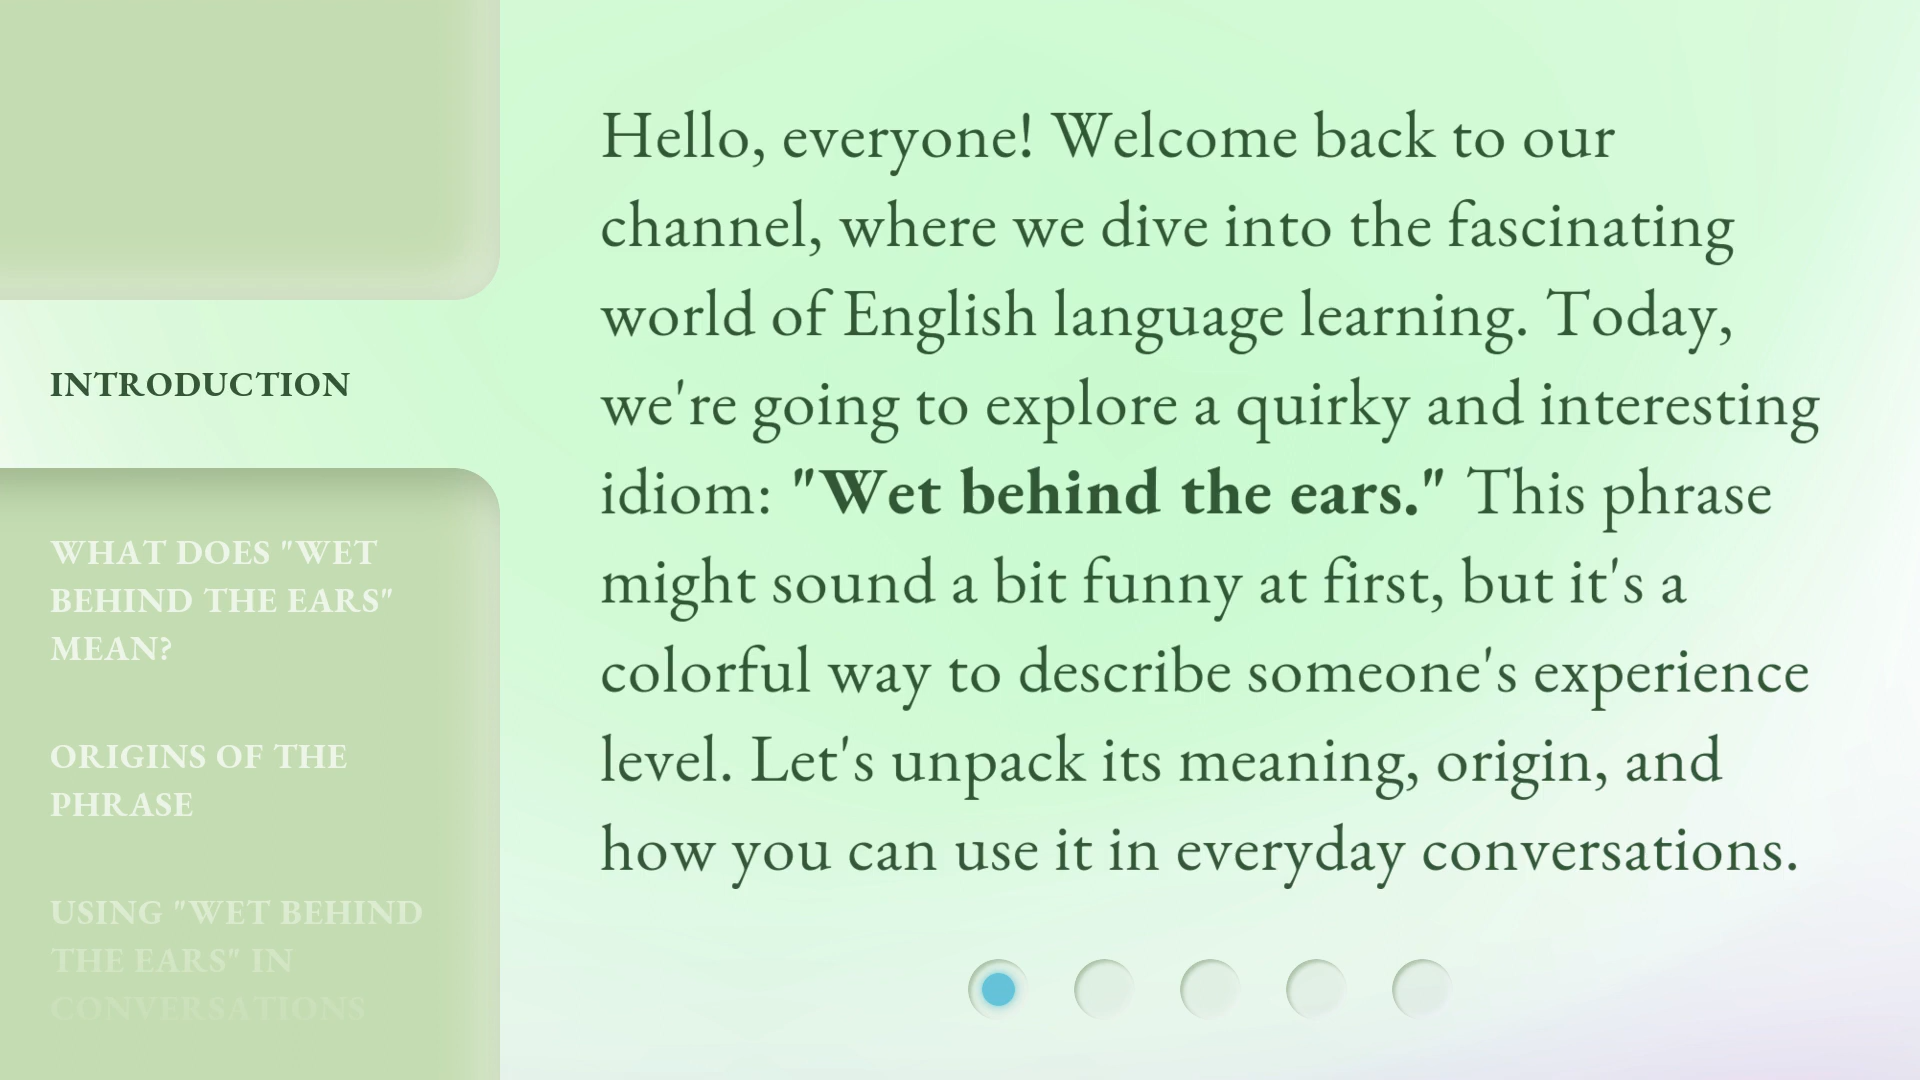 INTRODUCTION
WHAT DOES "WET
BEHIND THE EARS"
MEAN?
ORIGINS OF THE
PHRASE
USING "WET BEHIND
THE EARS" IN
CONVERSATIONS
Hello, everyone! Welcome back to our
channel, where we dive into the fascinating
world of English language learning. Today,
we're going to explore a quirky and interesting
idiom: "Wet behind the ears." This phrase
might sound a bit funny at first, but it's a
colorful way to describe someone's experience
level. Let's unpack its meaning, origin, and
how you can use it in everyday conversations.